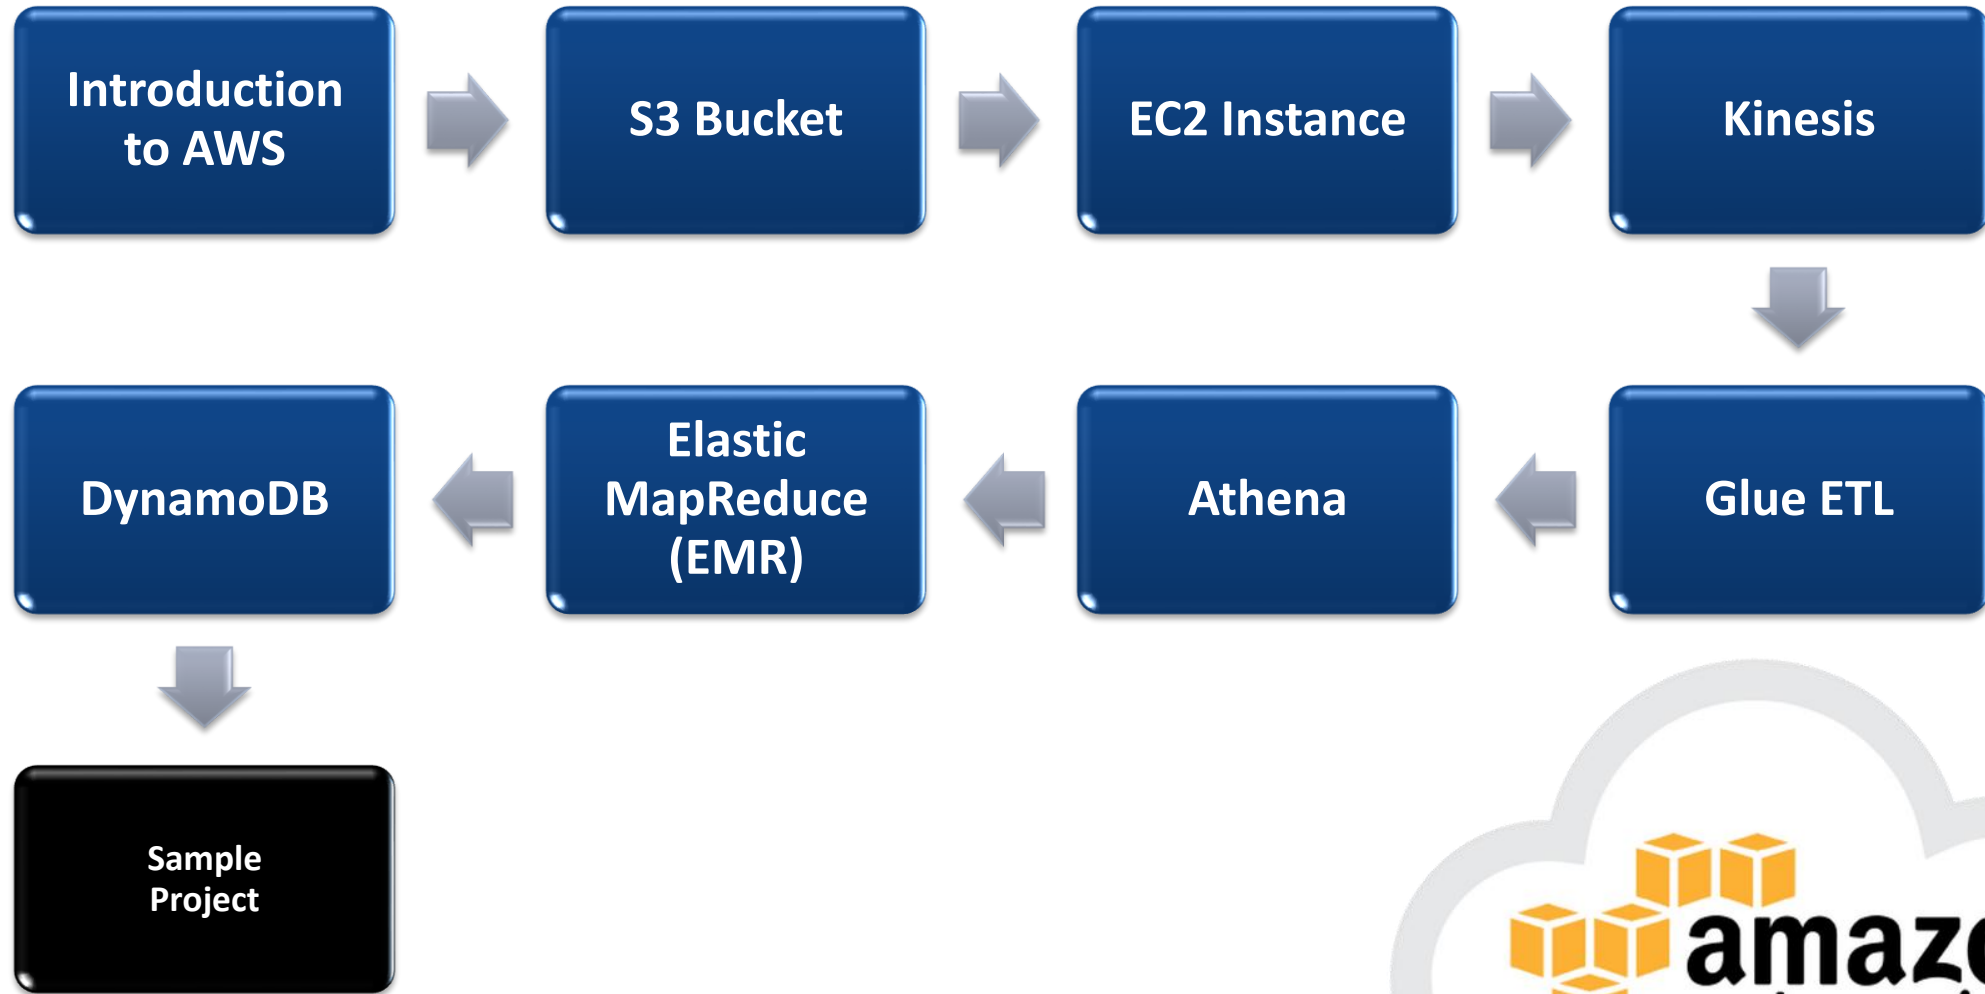 Introduction
to AWS
S3 Bucket
EC2 Instance
Kinesis
Glue ETL
Athena
Elastic
MapReduce
(EMR)
DynamoDB
Sample
Project